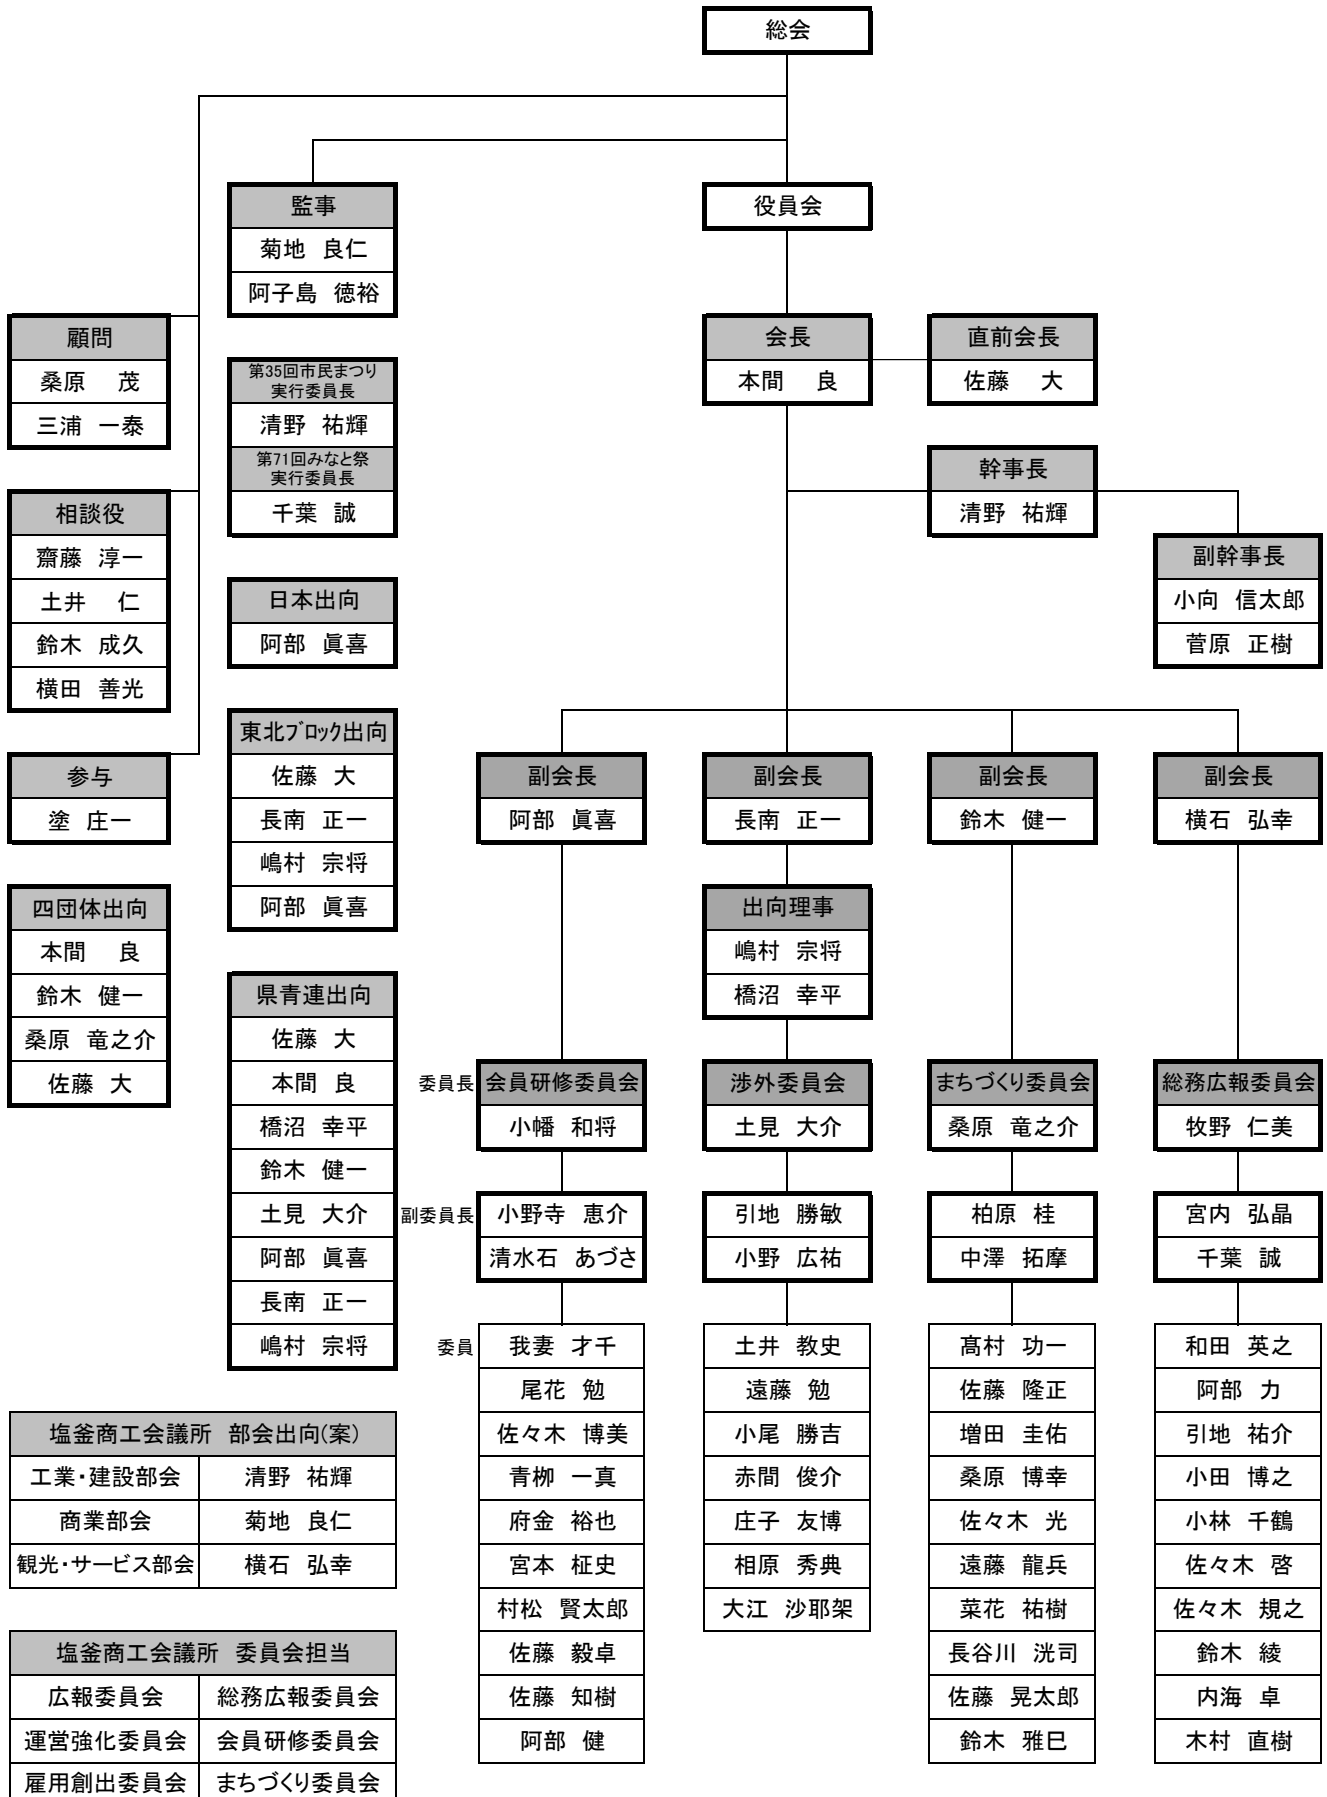 総会
役員会
監事
菊地 良仁
阿子島 徳裕
顧問
桑原 茂
三浦 一泰
第35回市民まつり
実行委員長
清野 祐輝
第71回みなと祭
実行委員長
千葉 誠
会長
本間 良
直前会長
佐藤 大
幹事長
清野 祐輝
副幹事長
小向 信太郎
菅原 正樹
相談役
齋藤 淳一
土井 仁
鈴木 成久
横田 善光
日本出向
阿部 眞喜
参与
塗 庄一
東北ブロック出向
佐藤 大
長南 正一
嶋村 宗将
阿部 眞喜
四団体出向
本間 良
鈴木 健一
桑原 竜之介
佐藤 大
県青連出向
佐藤 大
本間 良
橋沼 幸平
鈴木 健一
土見 大介
阿部 眞喜
長南 正一
嶋村 宗将
副会長
阿部 眞喜
副会長
長南 正一
副会長
鈴木 健一
副会長
横石 弘幸
出向理事
嶋村 宗将
橋沼 幸平
委員長
会員研修委員会
小幡 和将
渉外委員会
土見 大介
まちづくり委員会
桑原 竜之介
総務広報委員会
牧野 仁美
副委員長
小野寺 恵介
清水石 あづさ
引地 勝敏
小野 広祐
柏原 桂
中澤 拓摩
宮内 弘晶
千葉 誠
委員
我妻 才千
尾花 勉
佐々木 博美
青栁 一真
府金 裕也
宮本 柾史
村松 賢太郎
佐藤 毅卓
佐藤 知樹
阿部 健
土井 教史
遠藤 勉
小尾 勝吉
赤間 俊介
庄子 友博
相原 秀典
大江 沙耶架
髙村 功一
佐藤 隆正
増田 圭佑
桑原 博幸
佐々木 光
遠藤 龍兵
菜花 祐樹
長谷川 洸司
佐藤 晃太郎
鈴木 雅巳
和田 英之
阿部 力
引地 祐介
小田 博之
小林 千鶴
佐々木 啓
佐々木 規之
鈴木 綾
内海 卓
木村 直樹
塩釜商工会議所 部会出向(案)
工業・建設部会 清野 祐輝
商業部会 菊地 良仁
観光・サービス部会 横石 弘幸
塩釜商工会議所 委員会担当
広報委員会 総務広報委員会
運営強化委員会 会員研修委員会
雇用創出委員会 まちづくり委員会